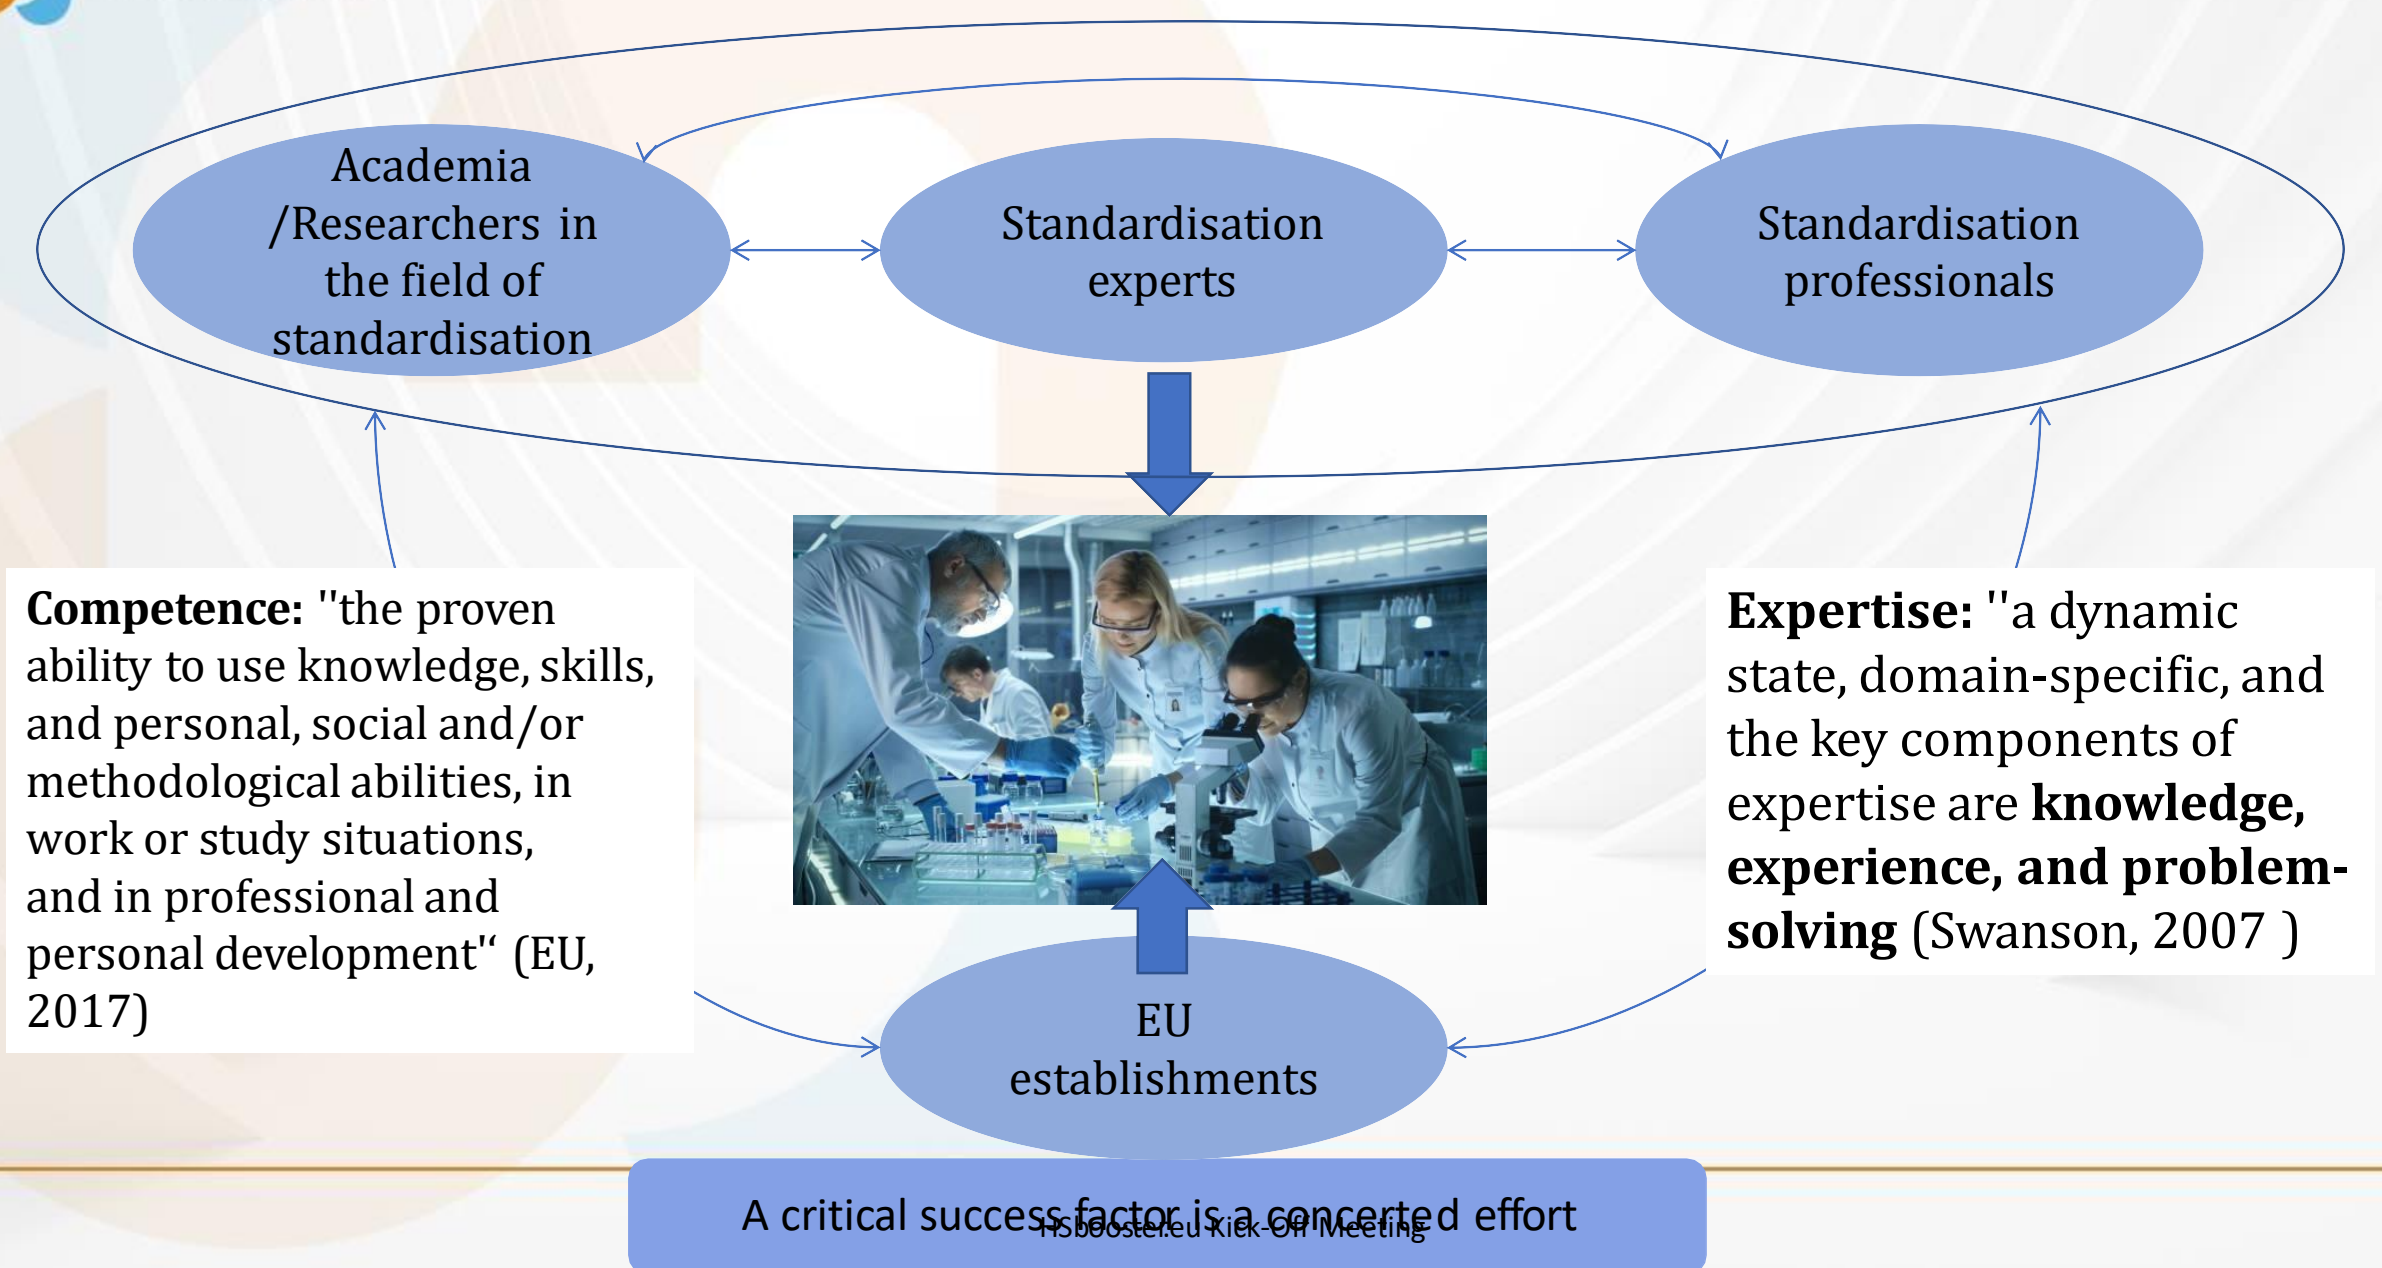 Academia
/Researchers in
the field of
standardisation
Standardisation
experts
Standardisation
professionals
Competence: "the proven
ability to use knowledge, skills,
and personal, social and/or
methodological abilities, in
work or study situations,
and in professional and
personal development"‘ (EU,
2017)
Expertise: "a dynamic
state, domain-specific, and
the key components of
expertise are knowledge,
experience, and problem-
solving (Swanson, 2007 )
EU
establishments
A critical success factor is a concerted effort
HSbooster.eu Kick-Off Meeting